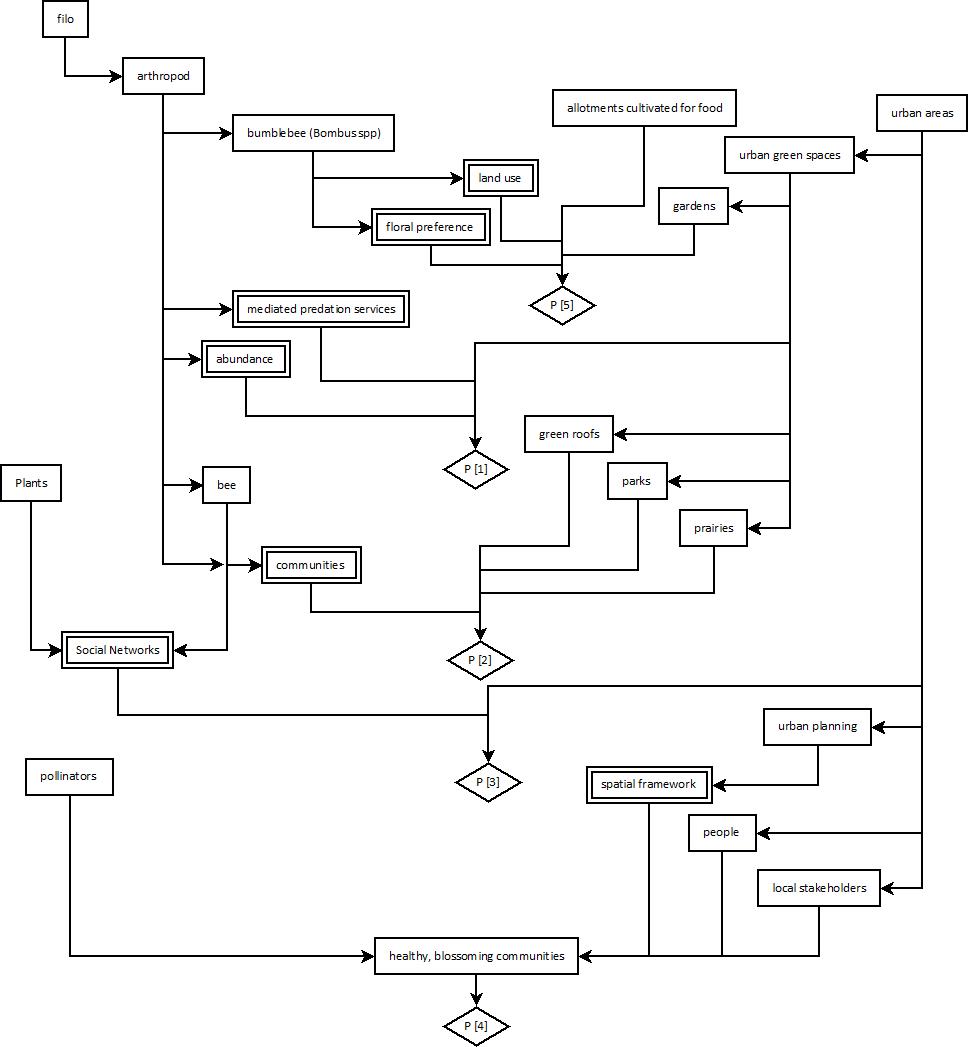 filo
arthropod
allotments cultivated for food
urban areas
bumblebee (Bombus spp)
urban green spaces
land use
gardens
floral preference
P [5]
mediated predation services
abundance
green roofs
P [1]
parks
Plants
bee
prairies
communities
Social Networks
P [2]
urban planning
pollinators
P [3]
spatial framework
people
local stakeholders
healthy, blossoming communities
P [4]